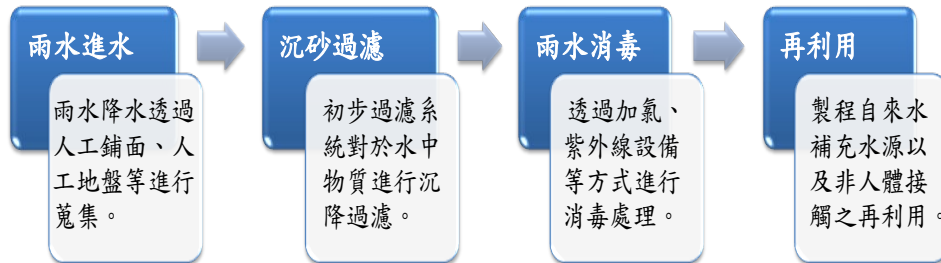 雨水進水
雨水降水透過
人工鋪面、人
工地盤等進行
蒐集。
沉砂過濾
初步過濾系
統對於水中
物質進行沉
降過濾。
雨水消毒
透過加氯、
紫外線設備
等方式進行
消毒處理。
再利用
製程自來水
補充水源以
及非人體接
觸之再利用。